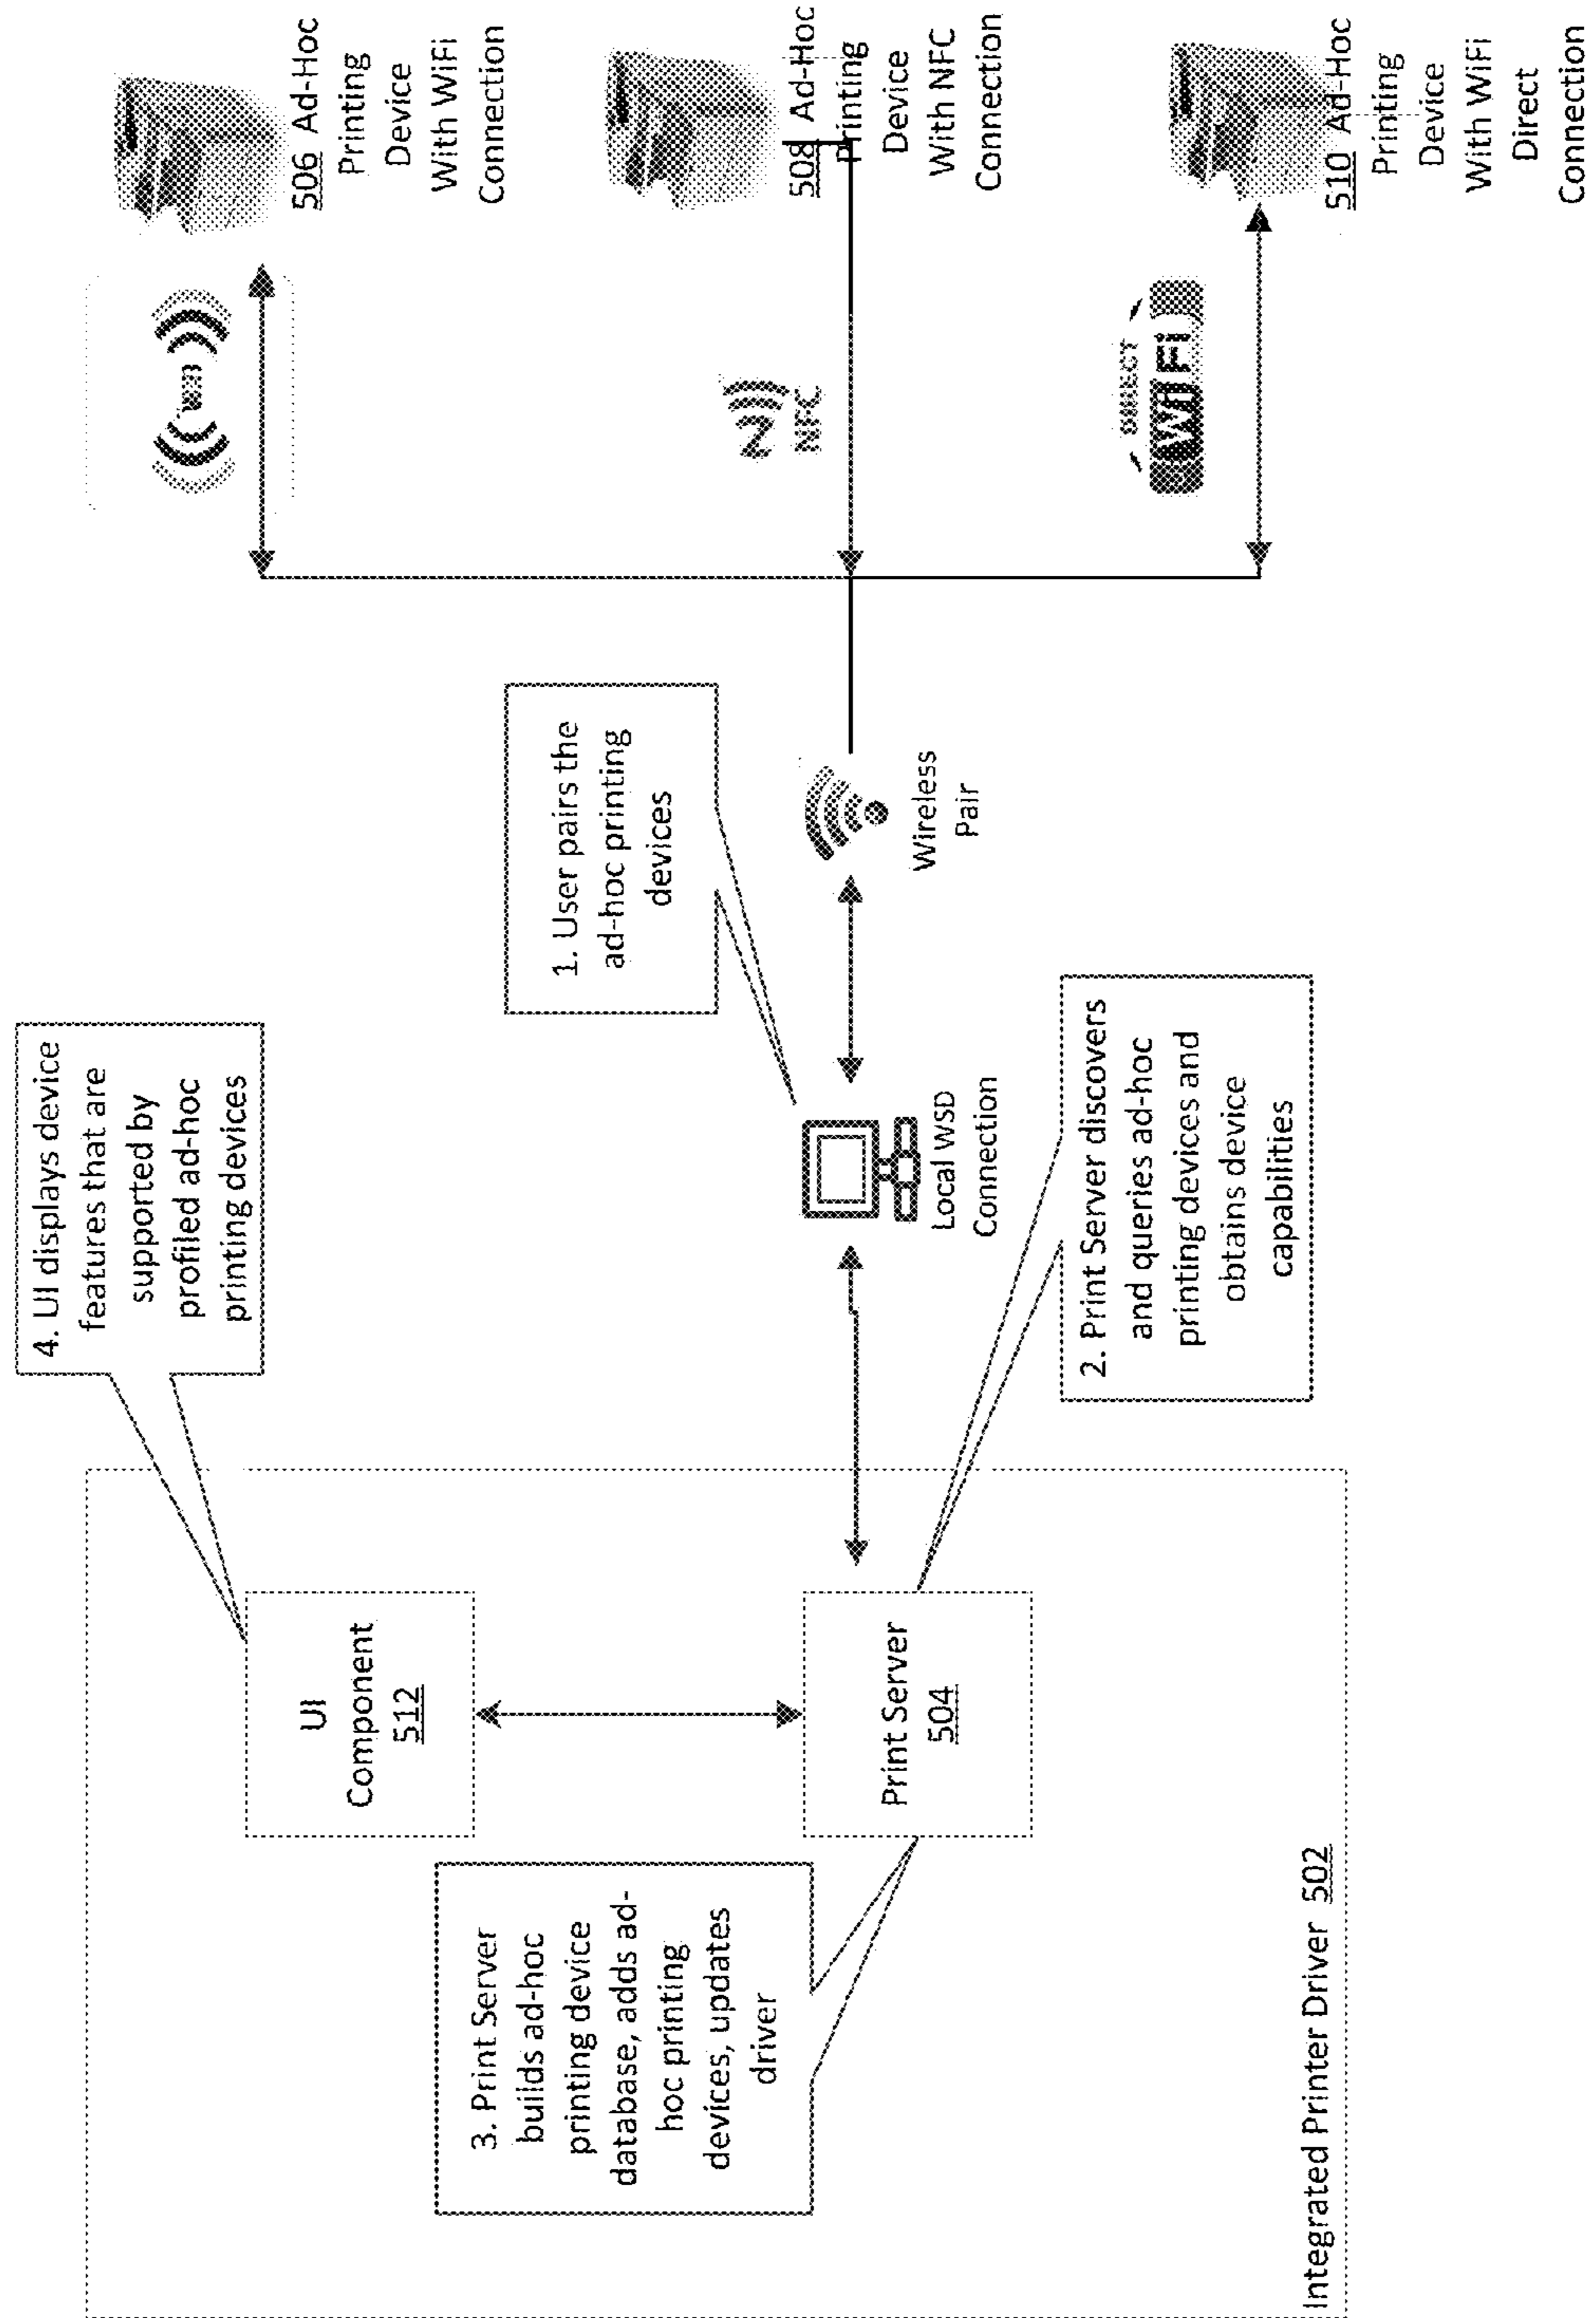 4. UI displays device
features that are
supported by
profiled ad-hoc
printing devices
UI
Component
512
3. Print Server
builds ad-hoc
printing device
database, adds ad-
hoc printing
devices, updates
driver
Print Server
504
Integrated Printer Driver 502
2. Print Server discovers
and queries ad-hoc
printing devices and
obtains device
capabilities
Local WSD
Connection
1. User pairs the
ad-hoc printing
devices
Wireless
Pair
506 Ad-Hoc
Printing
Device
With WiFi
Connection
NFC
508 Ad-Hoc
Printing
Device
With NFC
Connection
DIRECT
WiFi
510 Ad-Hoc
Printing
Device
With WiFi
Direct
Connection